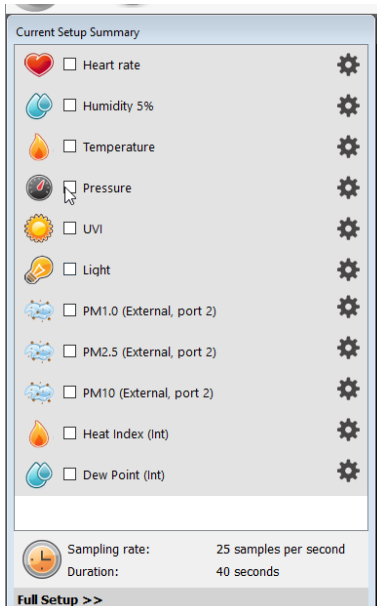 Current Setup Summary
Heart rate
Humidity 5%
Temperature
Pressure
UVI
Light
PM1.0 (External, port 2)
PM2.5 (External, port 2)
PM10 (External, port 2)
Heat Index (Int)
Dew Point (Int)
Sampling rate: 25 samples per second
Duration: 40 seconds
Full Setup >>